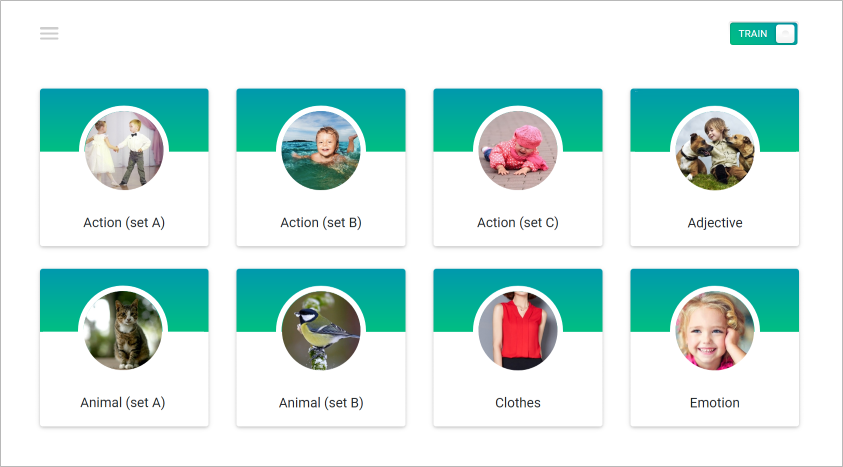 TRAIN
Action (set A)
Action (set B)
Action (set C)
Adjective
Animal (set A)
Animal (set B)
Clothes
Emotion